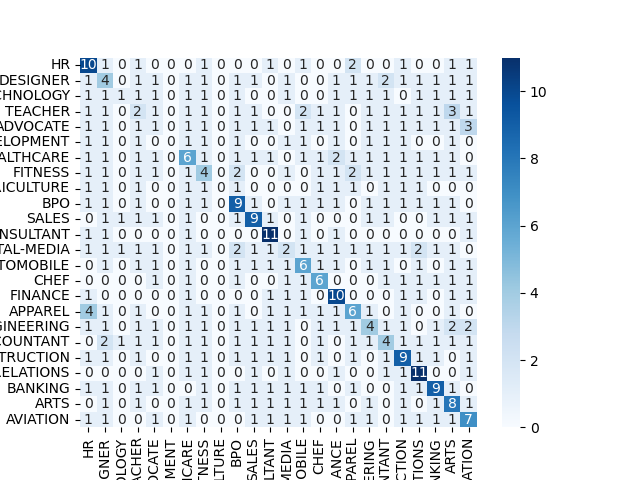 HR 10 1 0 1 0 0 0 1 0 0 0 1 0 1 0 0 2 0 0 1 0 0 1 1
DESIGNER 1 4 0 1 1 0 1 1 0 1 1 0 1 0 0 1 1 1 2 1 1 1 1 1
CHNOLOGY 1 1 1 1 1 0 1 1 0 1 0 0 1 0 0 1 1 1 1 0 1 1 1 1
TEACHER 1 1 0 2 1 0 1 1 0 1 1 0 0 2 1 1 0 1 1 1 1 1 3 1
ADVOCATE 1 1 0 1 1 0 1 1 0 1 1 1 0 1 1 1 0 1 1 1 1 1 1 3
ELOPMENT 1 1 0 1 1 0 1 1 0 1 0 0 1 1 0 1 0 1 1 1 1 0 0 1
ALTHCARE 1 1 0 1 1 0 6 1 0 1 1 1 0 1 1 2 0 1 1 1 1 1 1 0
FITNESS 1 1 0 1 1 0 1 4 0 2 0 0 1 0 1 1 2 1 1 1 1 1 1 1
RICULTURE 1 1 0 1 1 0 1 1 0 1 0 0 0 0 1 1 1 0 1 1 1 0 0 0
BPO 1 1 0 1 1 0 1 1 0 9 1 0 1 1 1 0 0 1 1 1 0 0 1 1
SALES 0 1 1 1 1 0 0 0 0 1 9 1 0 0 1 1 0 1 1 0 0 1 1 1
NSULTANT 1 1 0 0 0 0 0 0 0 1 1 11 0 1 1 0 0 0 0 0 0 0 1 1
TAL-MEDIA 1 1 1 1 1 0 1 1 0 2 1 1 2 1 1 1 1 1 1 1 2 1 1 0
TOMOBILE 0 1 0 1 1 0 1 0 0 1 1 1 1 6 1 1 0 1 1 0 1 0 1 1
CHEF 0 0 0 0 1 0 1 0 0 1 0 0 1 1 6 1 0 0 0 1 1 0 1 1
FINANCE 1 0 0 0 0 0 0 0 0 0 0 1 1 1 0 10 0 0 0 1 1 0 1 1
APPAREL 4 1 0 1 0 0 1 1 0 0 1 1 1 1 1 1 6 1 0 1 0 1 0 0
GINEERING 1 1 0 1 1 0 1 1 0 1 1 1 1 0 1 0 1 4 1 1 0 0 2 2
COUNTANT 0 2 1 1 1 0 1 1 0 1 1 1 1 0 1 0 1 1 4 1 1 1 1 1
TRUCTION 0 0 0 1 1 0 1 0 0 1 1 1 1 0 1 0 1 0 0 9 1 1 0 1
RELATIONS 0 0 0 0 1 0 1 1 0 1 1 1 0 1 1 0 0 0 1 1 11 0 0 1
BANKING 1 1 0 1 0 0 1 0 0 1 1 1 1 1 1 1 1 0 0 1 1 9 1 0
ARTS 0 1 0 1 0 0 1 1 0 1 1 1 1 1 1 1 1 1 0 1 1 1 8 1
AVIATION 1 1 0 1 1 0 1 1 0 0 1 1 1 1 0 1 0 1 0 1 1 1 1 7
HR
GNER
OLOGY
CHER
CATE
MENT
CARE
NESS
TURE
BPO
SALES
LTANT
MEDIA
OBILE
CHEF
ANCE
PAREL
ERING
NTANT
CTION
TIONS
NKING
ARTS
ATION
10
8
6
4
2
0